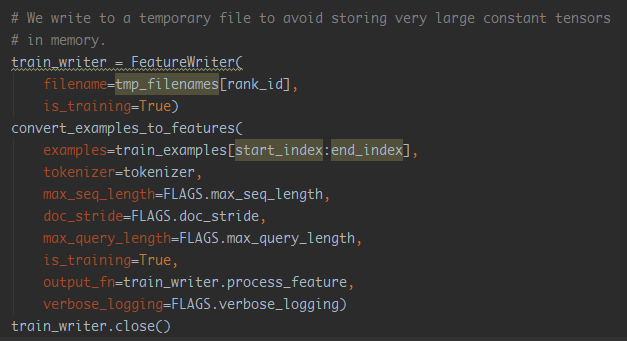 # We write to a temporary file to avoid storing very large constant tensors
# in memory.
train_writer = FeatureWriter(
    filename=tmp_filenames[rank_id],
    is_training=True)
convert_examples_to_features(
    examples=train_examples[start_index:end_index],
    tokenizer=tokenizer,
    max_seq_length=FLAGS.max_seq_length,
    doc_stride=FLAGS.doc_stride,
    max_query_length=FLAGS.max_query_length,
    is_training=True,
    output_fn=train_writer.process_feature,
    verbose_logging=FLAGS.verbose_logging)
train_writer.close()